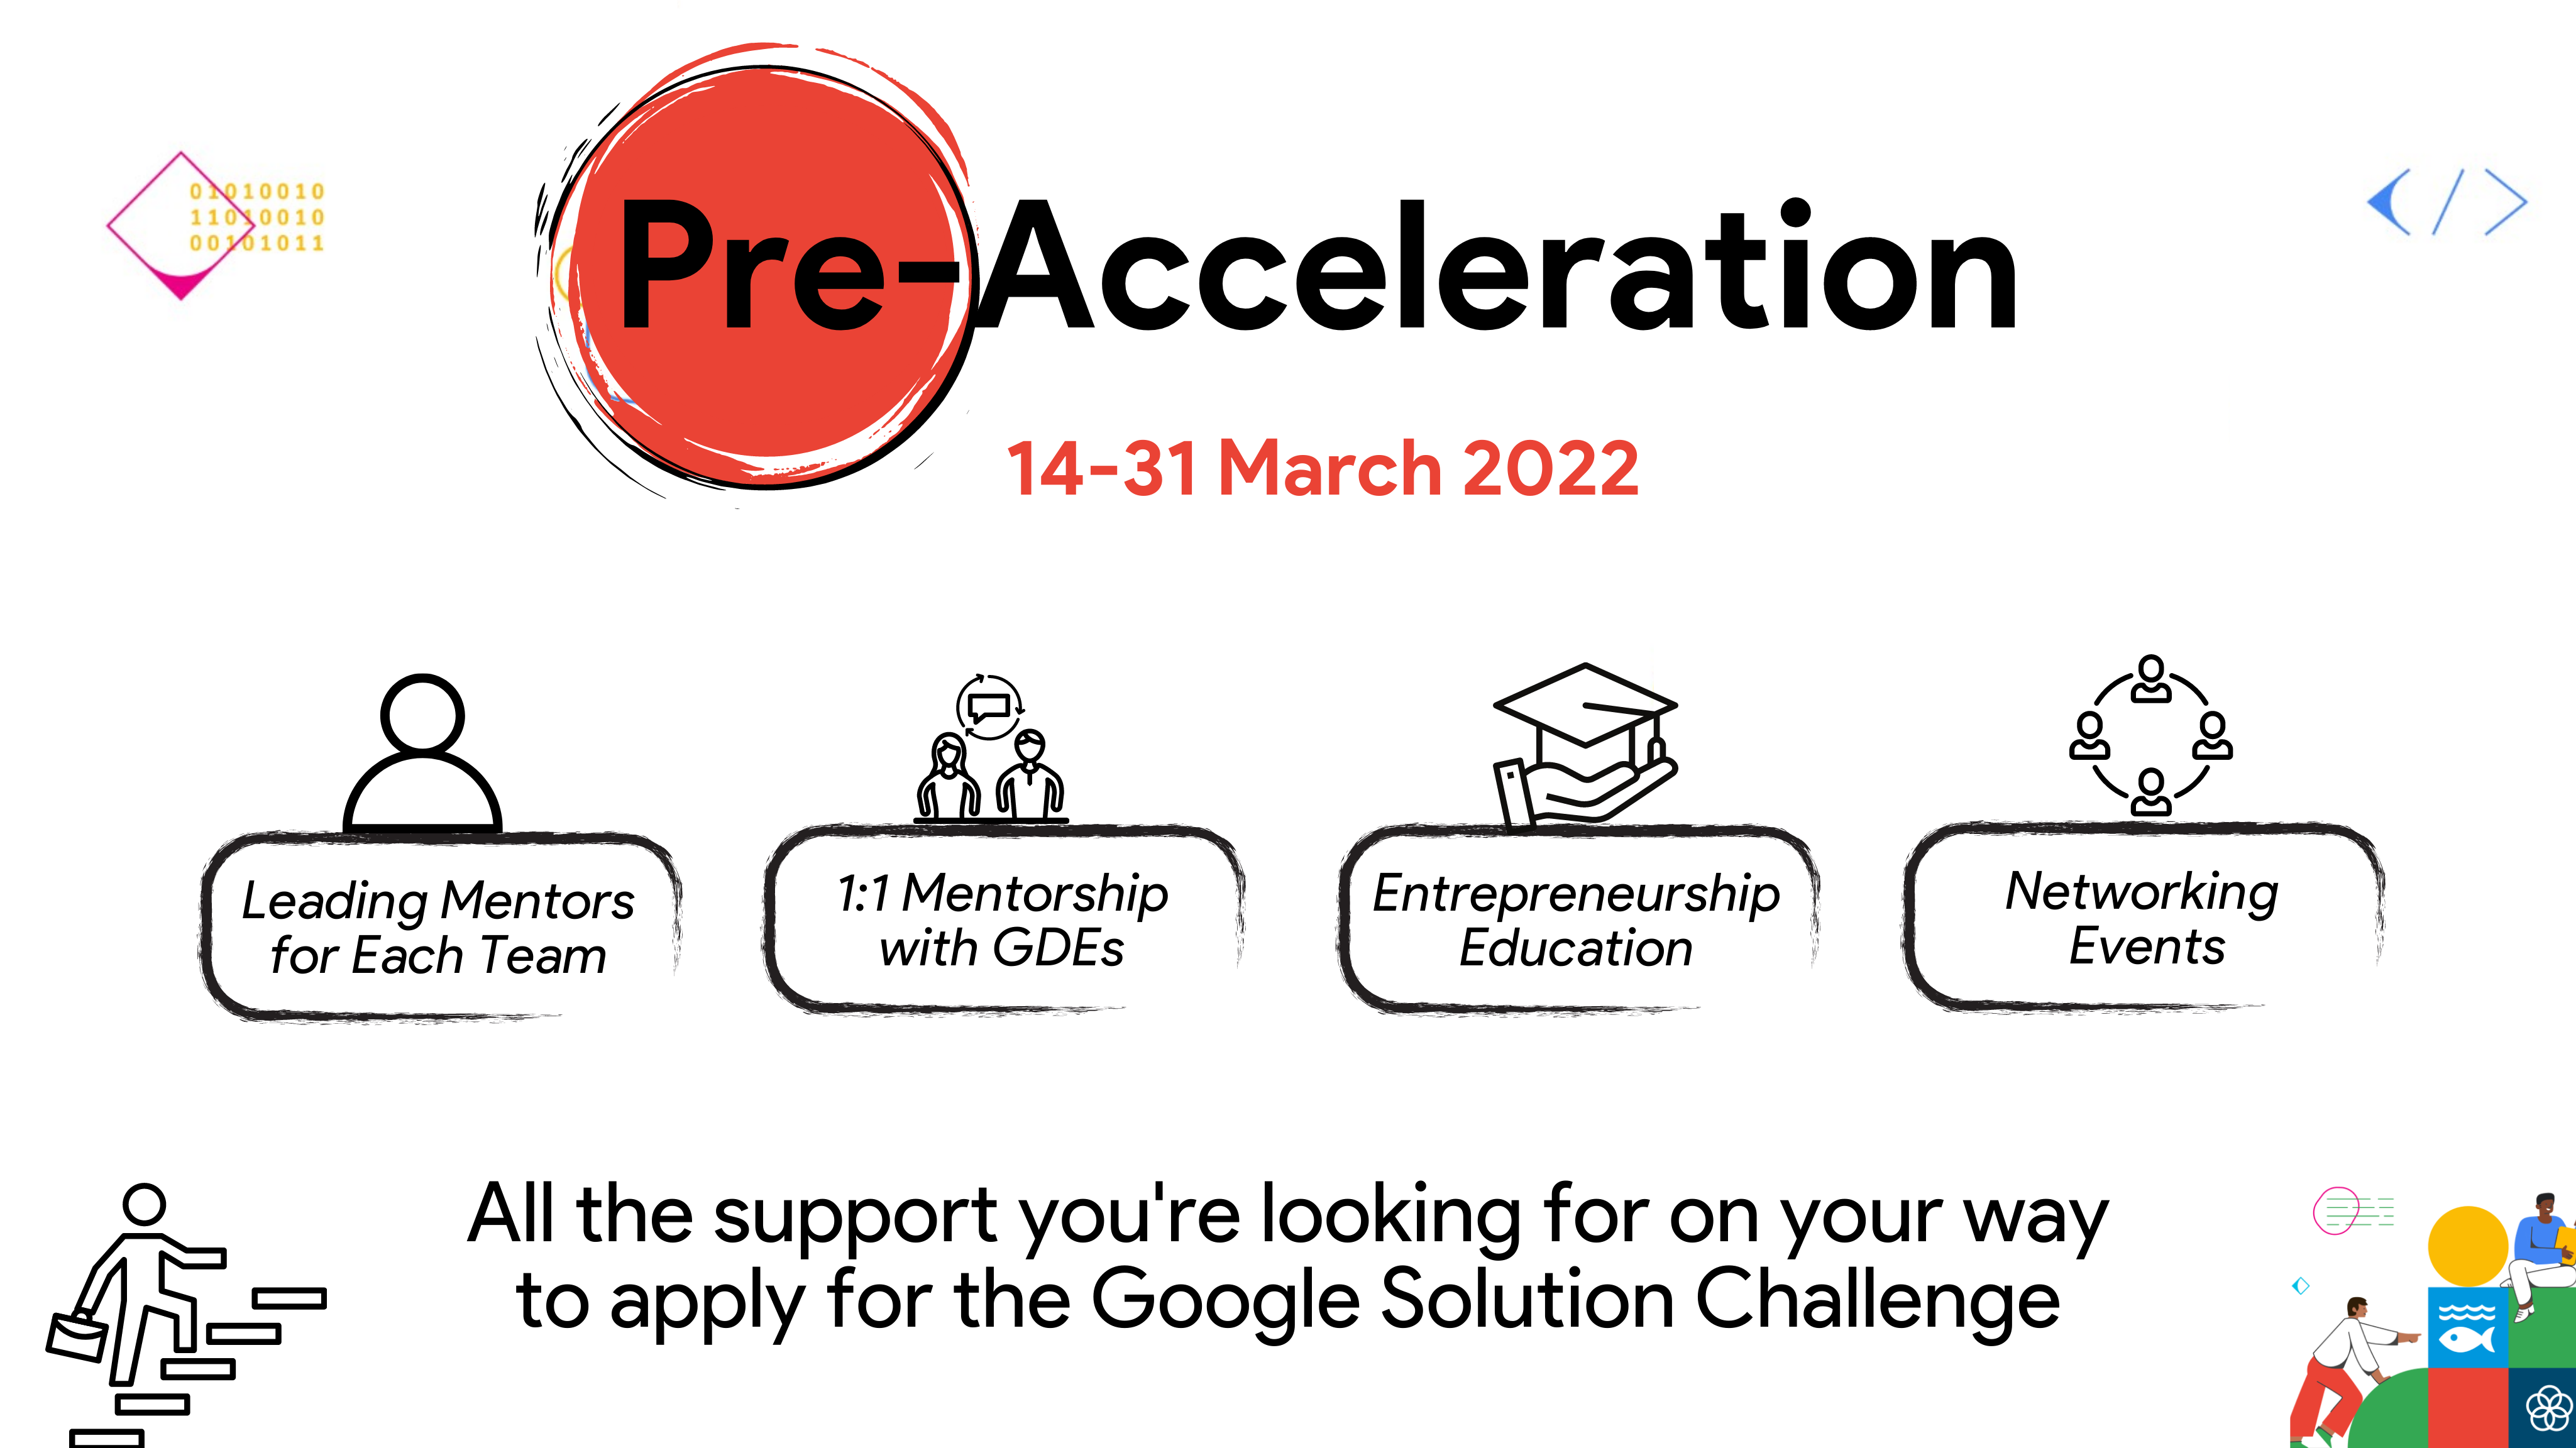 01010010
11010010
00101011
Pre-Acceleration
14-31 March 2022
Leading Mentors
for Each Team
1:1 Mentorship
with GDEs
Entrepreneurship
Education
Networking
Events
All the support you're looking for on your way
to apply for the Google Solution Challenge